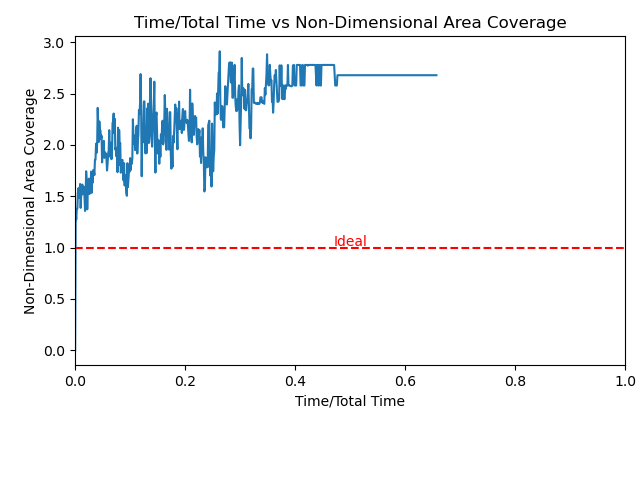 Time/Total Time vs Non-Dimensional Area Coverage
Non-Dimensional Area Coverage
3.0
2.5
2.0
1.5
1.0
0.5
0.0
Ideal
0.0 0.2 0.4 0.6 0.8 1.0
Time/Total Time